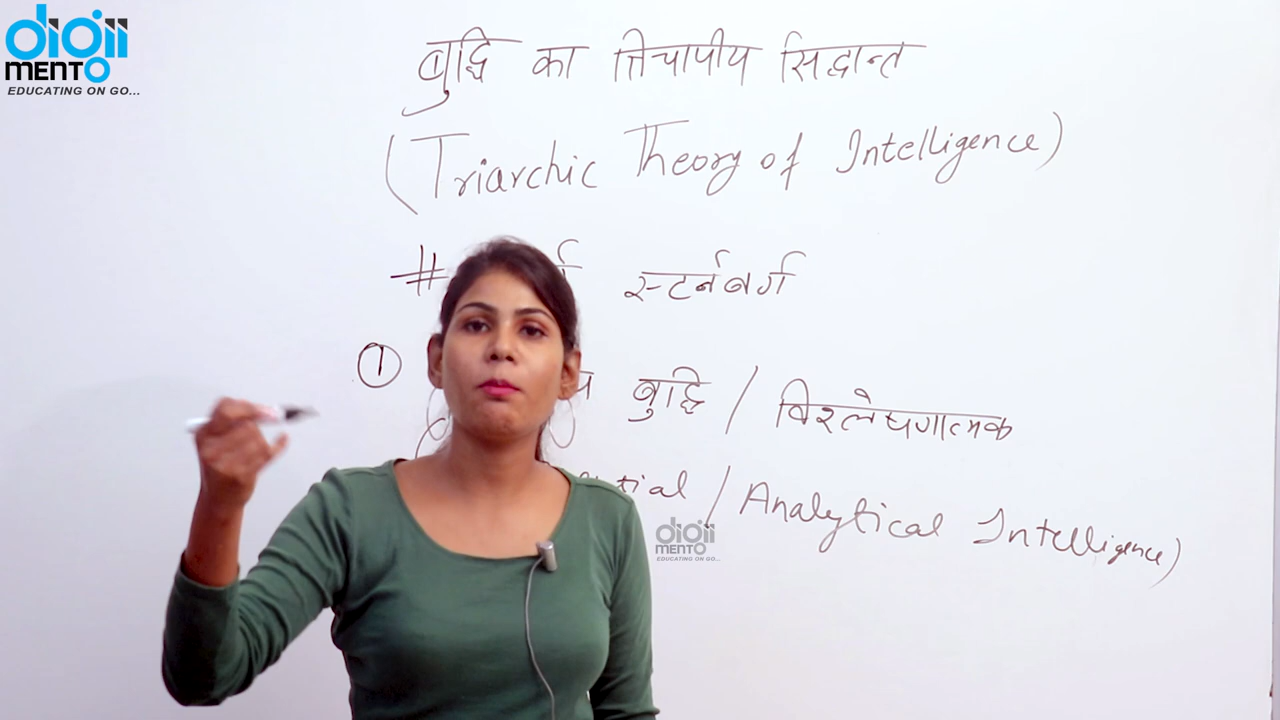 digii
MENTO
EDUCATING ON GO...
बुद्धि का त्रिचापीय सिद्धान्त
(Triarchic Theory of Intelligence)
# स्टर्नबर्ग
① बुद्धि / विश्लेषणात्मक
/ Analytical Intelligence)
digii
MENTO
EDUCATING ON GO...